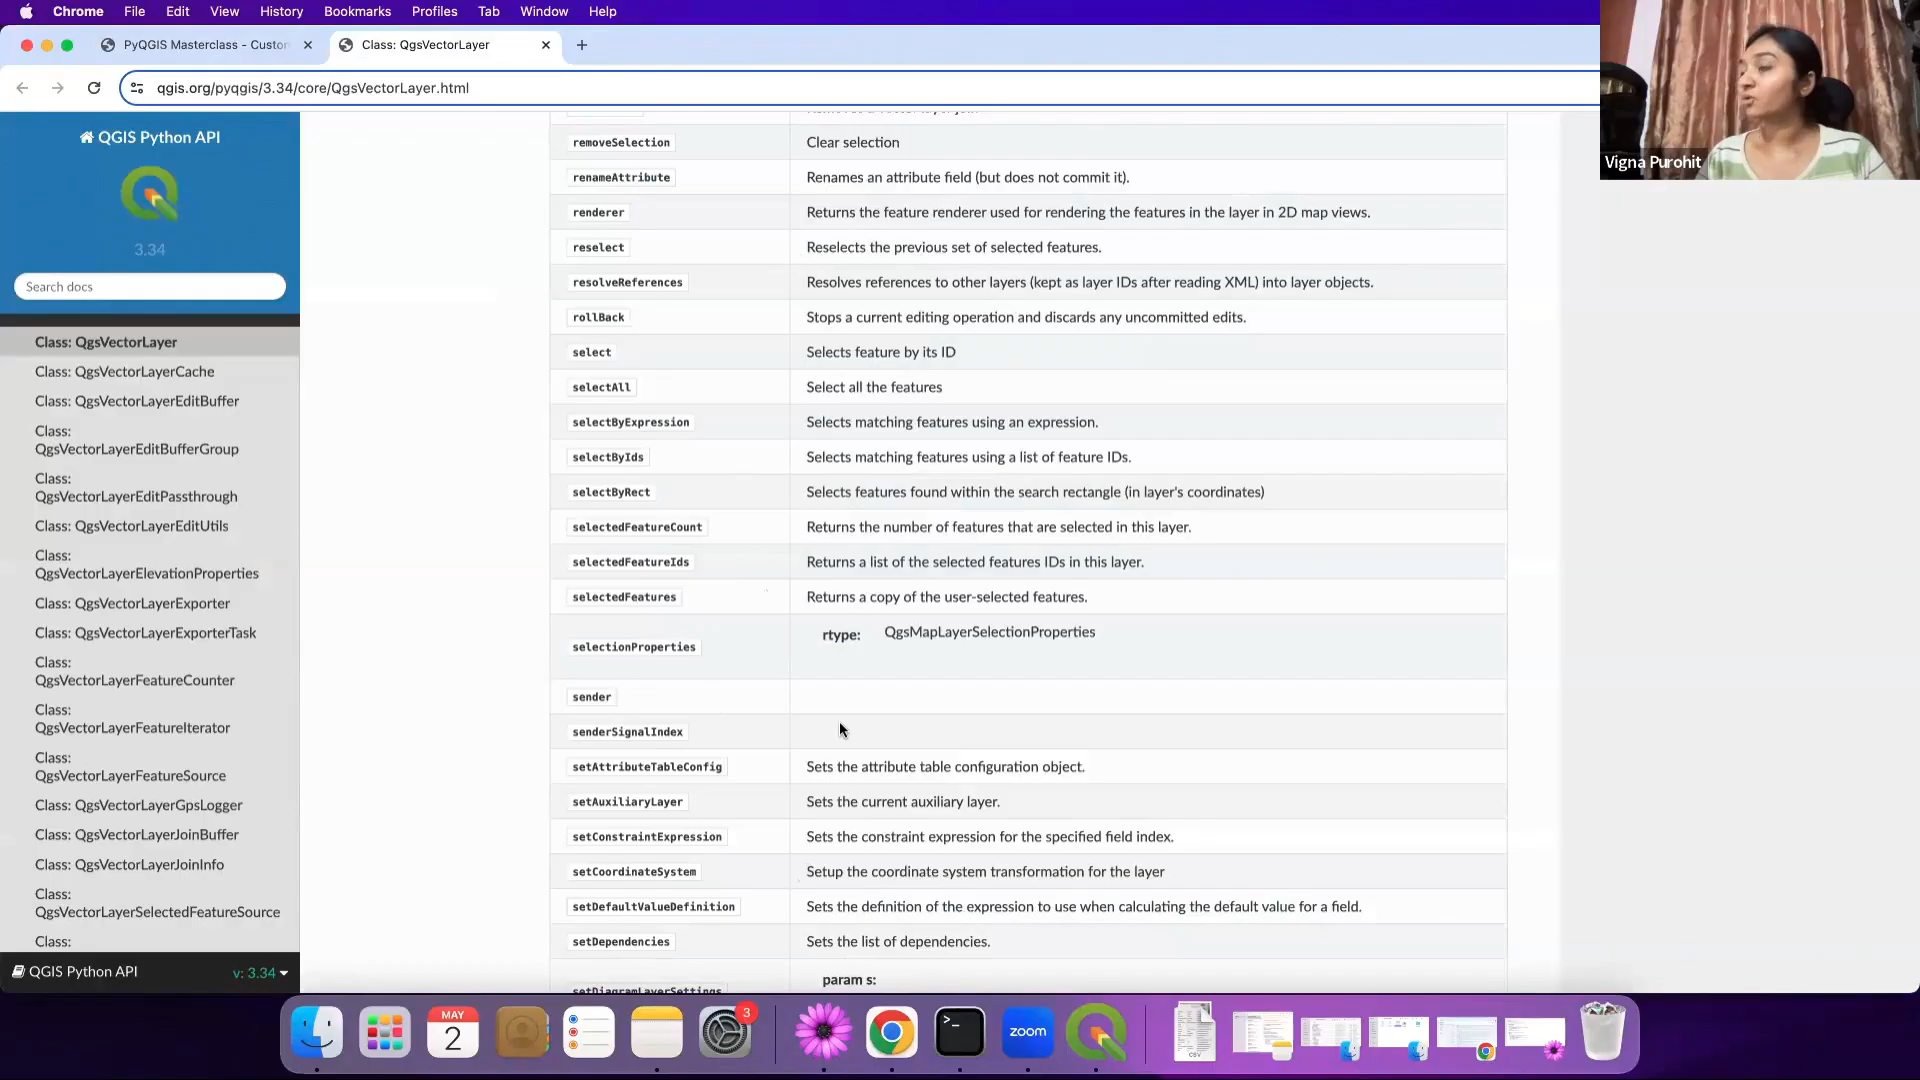 Chrome File Edit View History Bookmarks Profiles Tab Window Help
PyQGIS Masterclass - Custon
Class: QgsVectorLayer
qgis.org/pyqgis/3.34/core/QgsVectorLayer.html
Vigna Purohit
QGIS Python API
3.34
Search docs
Class: QgsVectorLayer
Class: QgsVectorLayerCache
Class: QgsVectorLayerEditBuffer
Class:
QgsVectorLayerEditBufferGroup
Class:
QgsVectorLayerEditPassthrough
Class: QgsVectorLayerEditUtils
Class:
QgsVectorLayerElevationProperties
Class: QgsVectorLayerExporter
Class: QgsVectorLayerExporterTask
Class:
QgsVectorLayerFeatureCounter
Class:
QgsVectorLayerFeatureIterator
Class:
QgsVectorLayerFeatureSource
Class: QgsVectorLayerGpsLogger
Class: QgsVectorLayerJoinBuffer
Class: QgsVectorLayerJoinInfo
Class:
QgsVectorLayerSelectedFeatureSource
Class:
QGIS Python API v: 3.34
removeSelection Clear selection
renameAttribute Renames an attribute field (but does not commit it).
renderer Returns the feature renderer used for rendering the features in the layer in 2D map views.
reselect Reselects the previous set of selected features.
resolveReferences Resolves references to other layers (kept as layer IDs after reading XML) into layer objects.
rollBack Stops a current editing operation and discards any uncommitted edits.
select Selects feature by its ID
selectAll Select all the features
selectByExpression Selects matching features using an expression.
selectByIds Selects matching features using a list of feature IDs.
selectByRect Selects features found within the search rectangle (in layer's coordinates)
selectedFeatureCount Returns the number of features that are selected in this layer.
selectedFeatureIds Returns a list of the selected features IDs in this layer.
selectedFeatures Returns a copy of the user-selected features.
selectionProperties rtype: QgsMapLayerSelectionProperties
sender
senderSignalIndex
setAttributeTableConfig Sets the attribute table configuration object.
setAuxiliaryLayer Sets the current auxiliary layer.
setConstraintExpression Sets the constraint expression for the specified field index.
setCoordinateSystem Setup the coordinate system transformation for the layer
setDefaultValueDefinition Sets the definition of the expression to use when calculating the default value for a field.
setDependencies Sets the list of dependencies.
setDiagramLayerSettings param s:
MAY
2
3
zoom
CSV